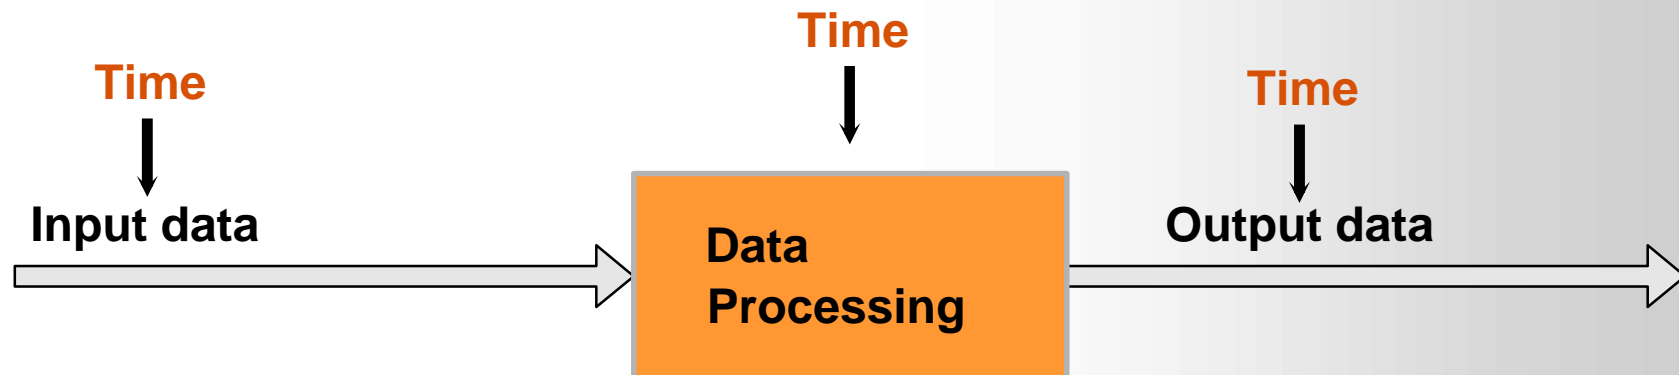 Time
Time
Time
Input data
Data
Processing
Output data